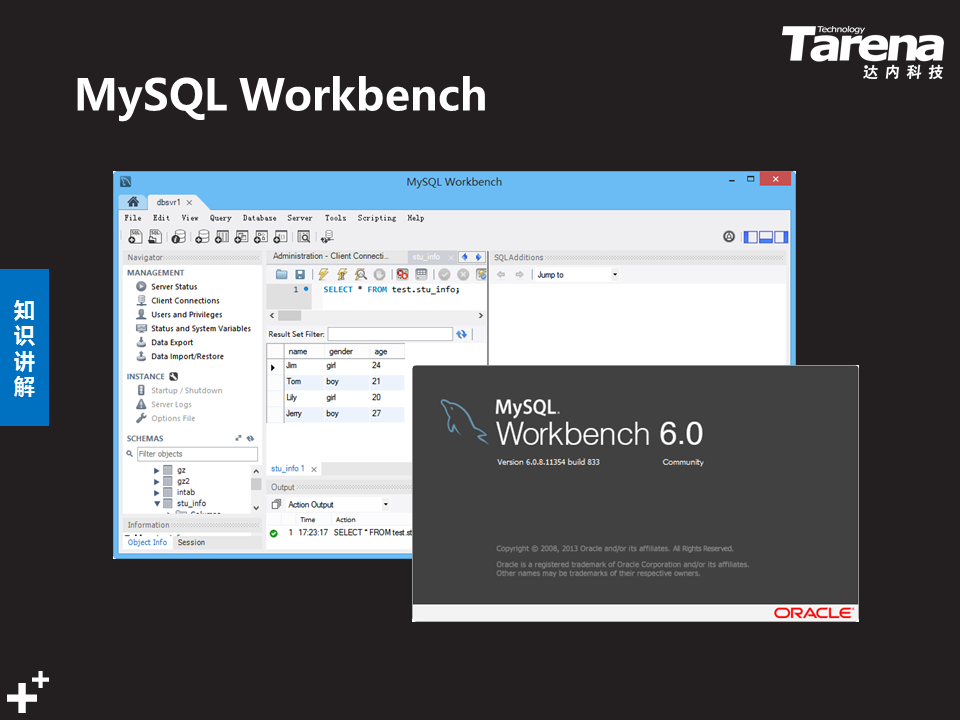 Technology
Tarena
达内科技
MySQL Workbench
知识讲解
MySQL Workbench
dbsvr1
File Edit View Query Database Server Tools Scripting Help
Navigator
MANAGEMENT
Server Status
Client Connections
Users and Privileges
Status and System Variables
Data Export
Data Import/Restore
INSTANCE
Startup / Shutdown
Server Logs
Options File
SCHEMAS
Filter objects
gz
gz2
intab
stu_info
Information
Object Info Session
Administration - Client Connecti... stu_info
1 SELECT * FROM test.stu_info;
Result Set Filter:
name gender age
Jim girl 24
Tom boy 21
Lily girl 20
Jerry boy 27
stu_info 1
Output
Action Output
Time Action
1 17:23:17 SELECT * FROM test.st
SQLAdditions
Jump to
MySQL.
Workbench 6.0
Version 6.0.8.11354 build 833 Community
Copyright © 2008, 2013 Oracle and/or its affiliates. All Rights Reserved.
Oracle is a registered trademark of Oracle Corporation and/or its affiliates.
Other names may be trademarks of their respective owners.
ORACLE